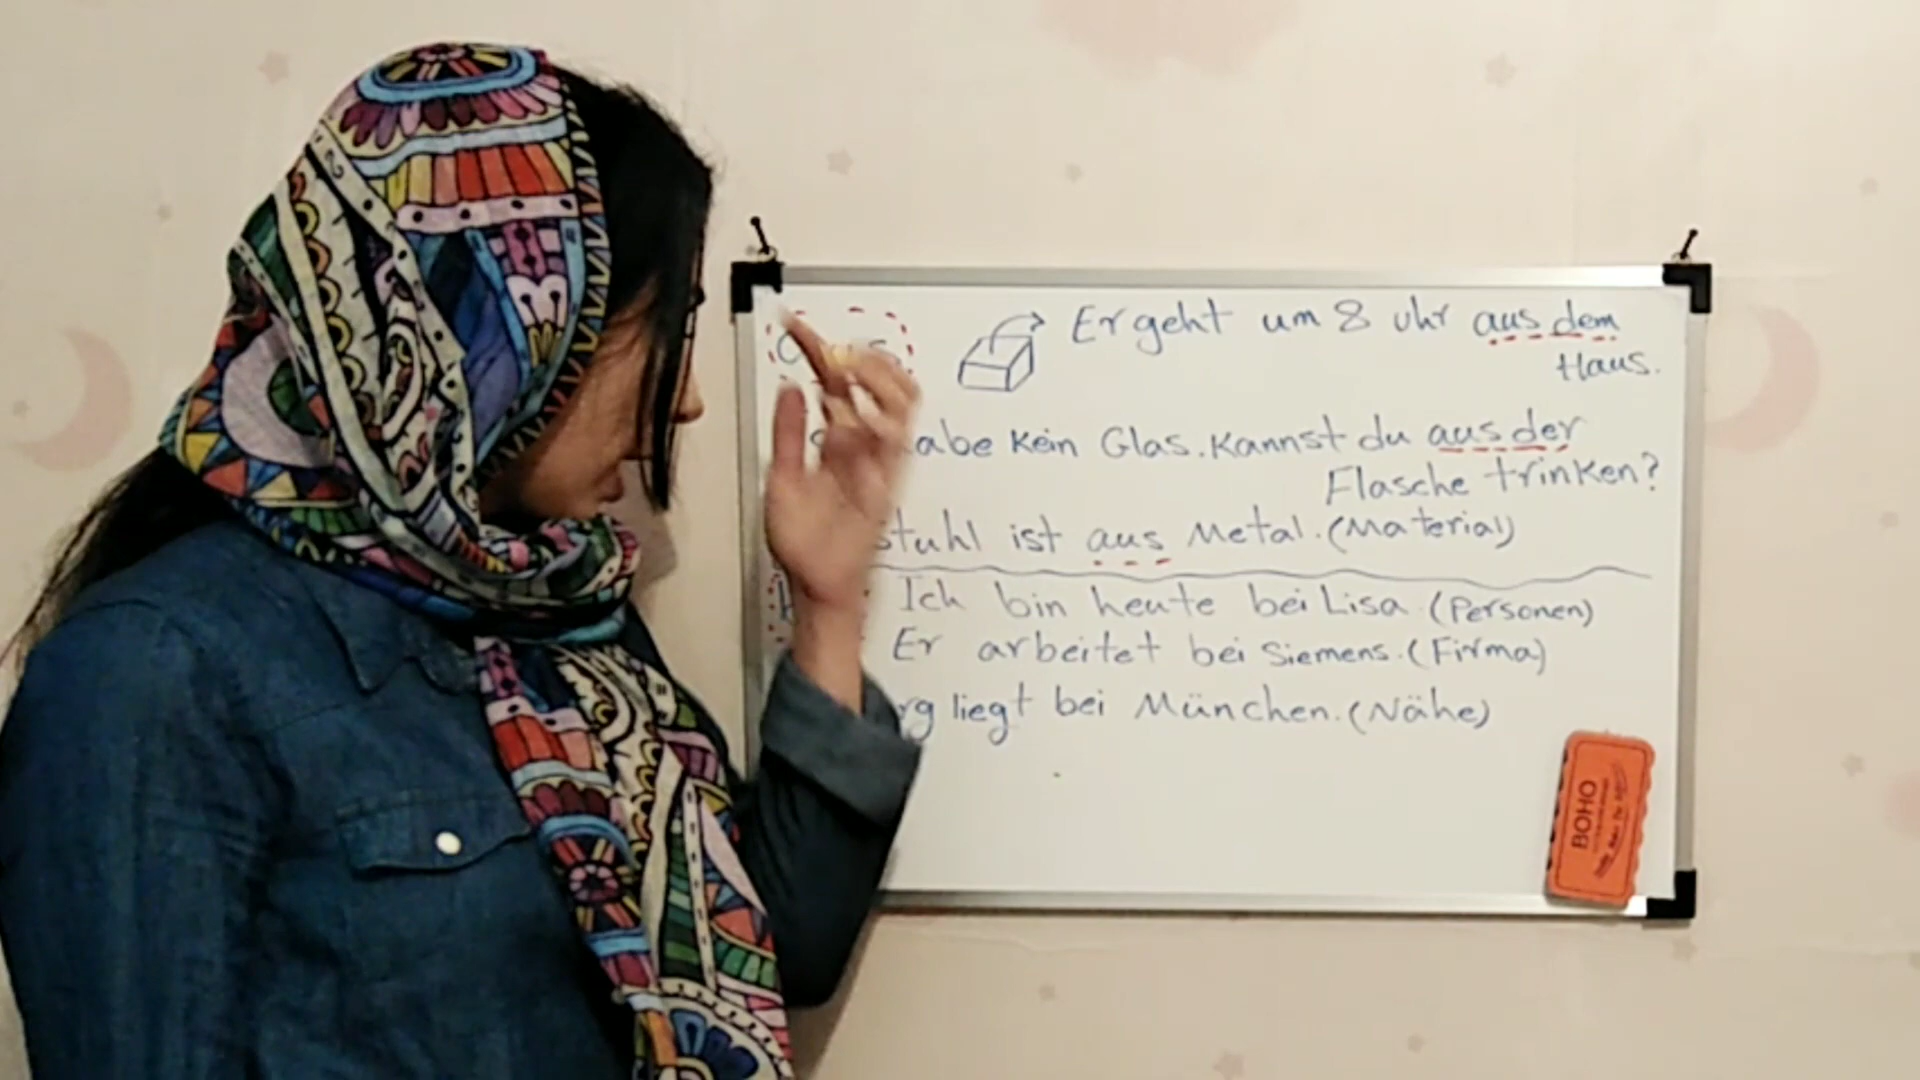 aus
Er geht um 8 Uhr aus dem
Haus.
abe kein Glas. Kannst du aus der
Flasche trinken?
stuhl ist aus Metal. (Material)
Ich bin heute bei Lisa (Personen)
Er arbeitet bei Siemens. (Firma)
rg liegt bei München. (Nähe)
BOHO